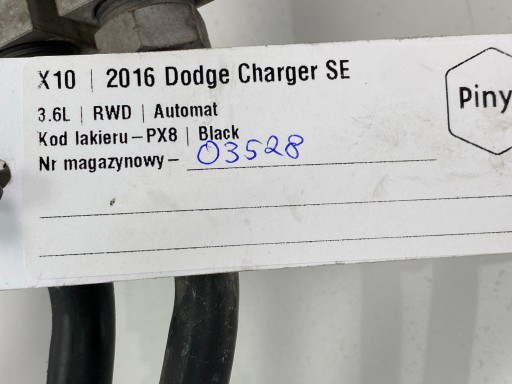 X10 | 2016 Dodge Charger SE
3.6L | RWD | Automat
Kod lakieru – PX8 | Black
Nr magazynowy – 03528
Piny